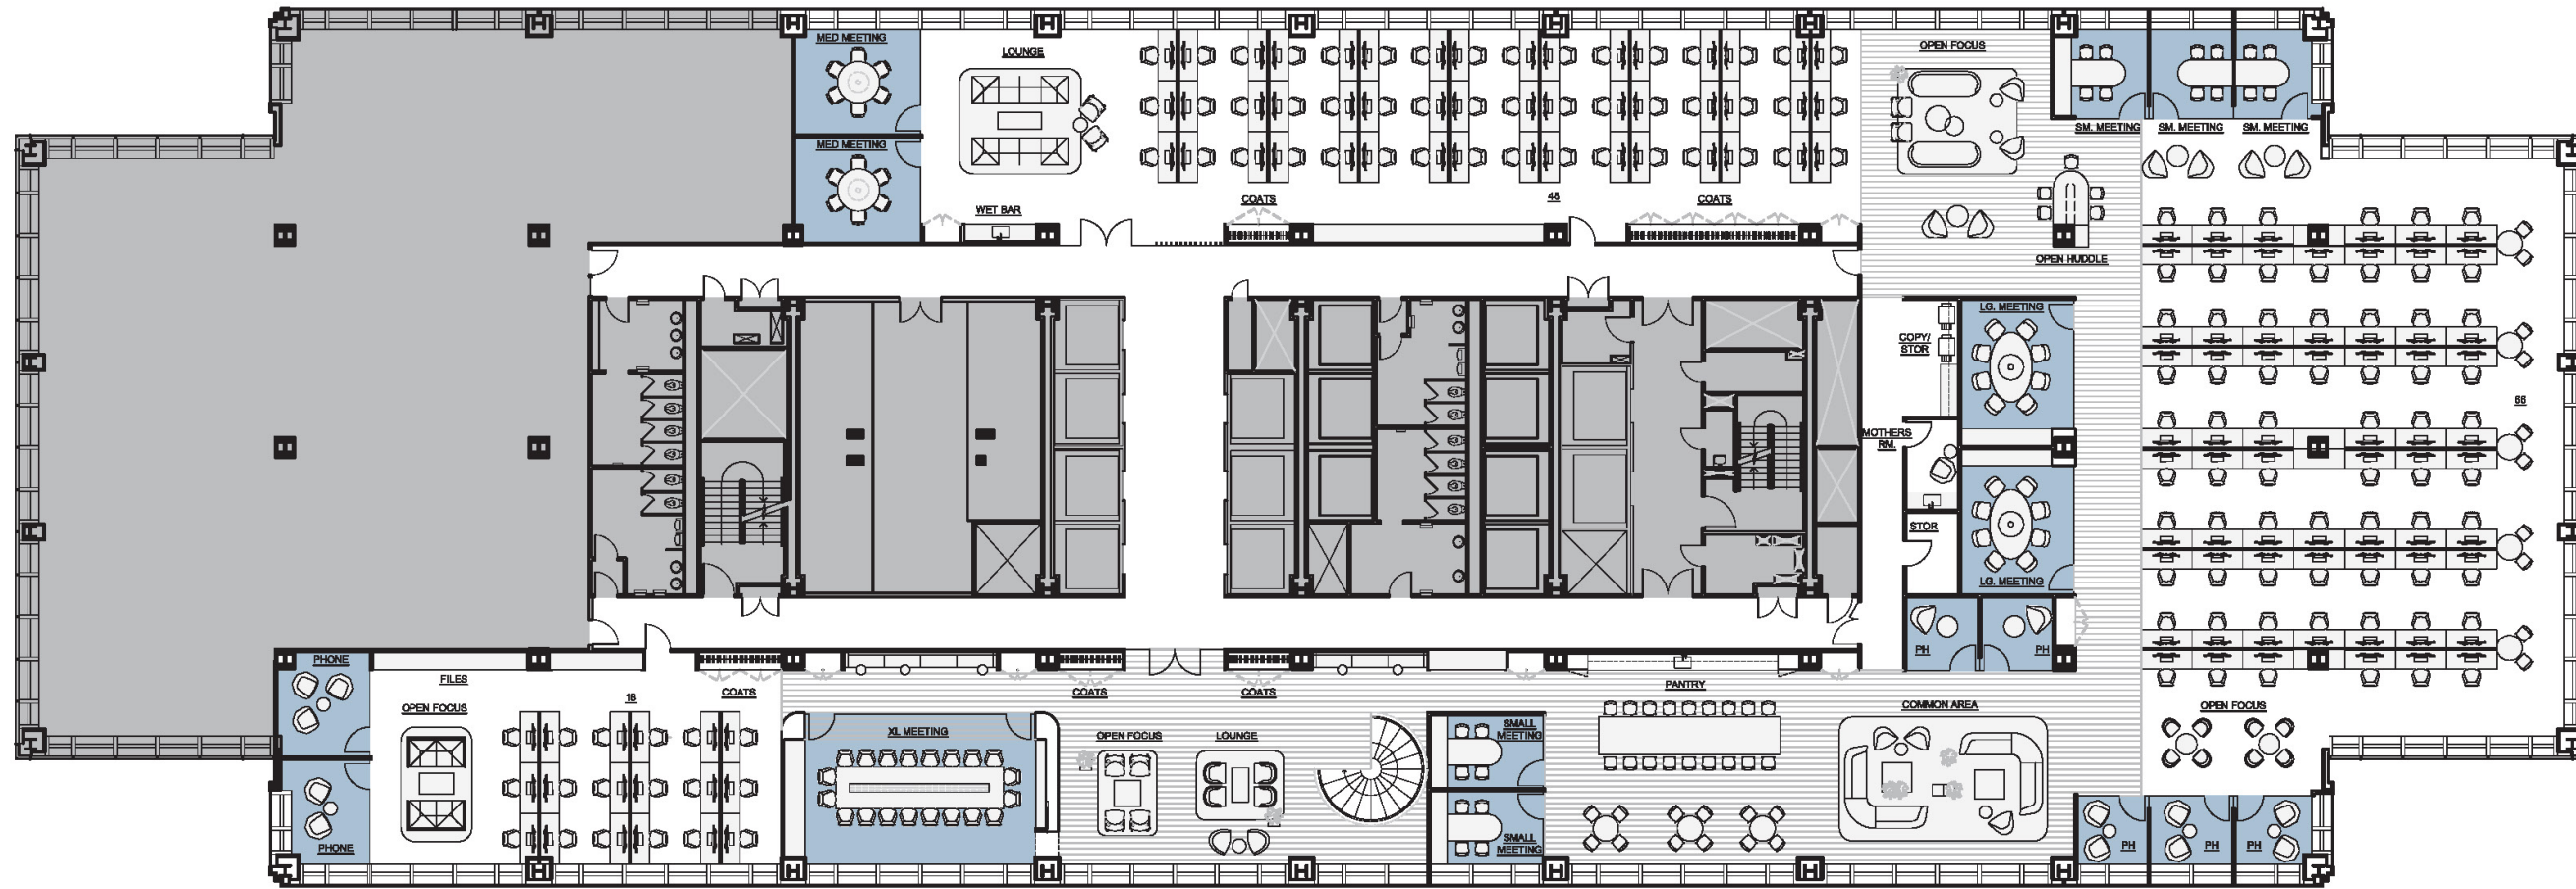 MED MEETING
LOUNGE
OPEN FOCUS
SM. MEETING
SM. MEETING
SM. MEETING
MED MEETING
WET BAR
COATS
48
COATS
OPEN HUDDLE
LG. MEETING
COPY/
STOR
66
MOTHERS
RM.
STOR
LG. MEETING
PH
PH
PHONE
FILES
OPEN FOCUS
18
COATS
COATS
COATS
PANTRY
COMMON AREA
OPEN FOCUS
XL MEETING
OPEN FOCUS
LOUNGE
SMALL
MEETING
SMALL
MEETING
PHONE
PH
PH
PH